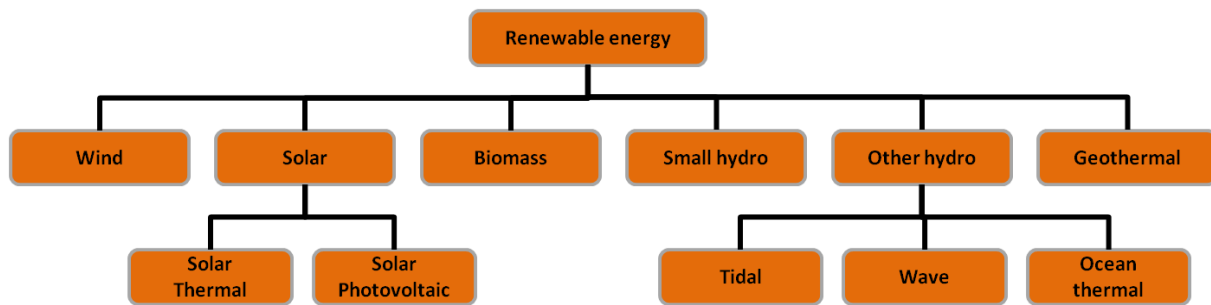 Renewable energy
Wind
Solar
Biomass
Small hydro
Other hydro
Geothermal
Solar
Thermal
Solar
Photovoltaic
Tidal
Wave
Ocean
thermal